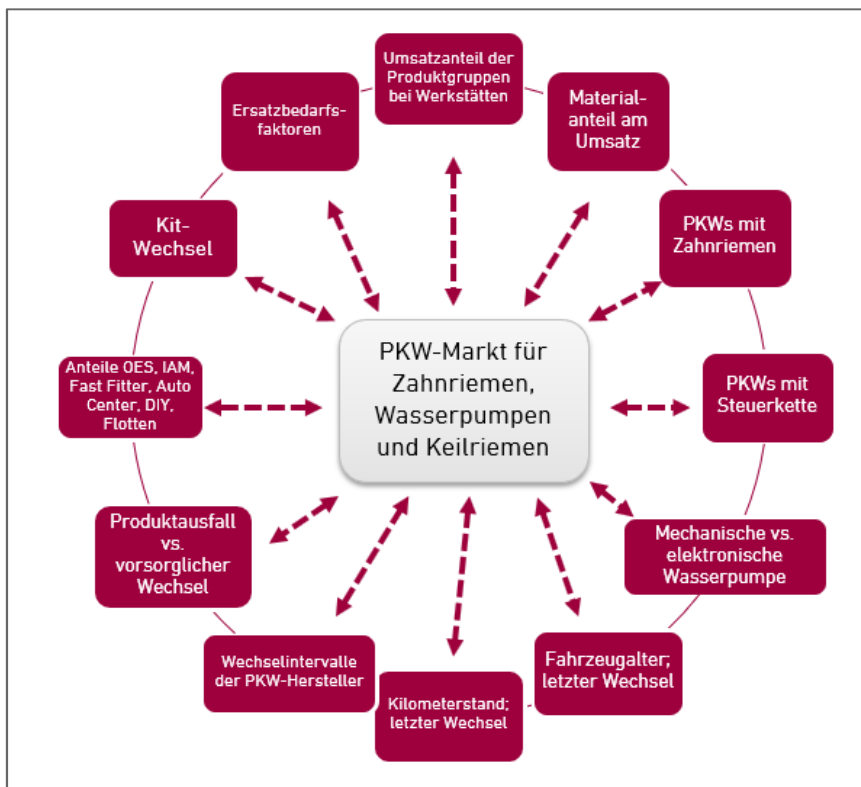 Umsatzanteil der
Produktgruppen
bei Werkstätten
Material-
anteil am
Umsatz
PKWs mit
Zahnriemen
PKWs mit
Steuerkette
Mechanische vs.
elektronische
Wasserpumpe
Fahrzeugalter;
letzter Wechsel
Kilometerstand;
letzter Wechsel
Wechselintervalle
der PKW-Hersteller
Produktausfall
vs.
vorsorglicher
Wechsel
Anteile OES, IAM,
Fast Fitter, Auto
Center, DIY,
Flotten
Kit-
Wechsel
Ersatzbedarfs-
faktoren
PKW-Markt für
Zahnriemen,
Wasserpumpen
und Keilriemen